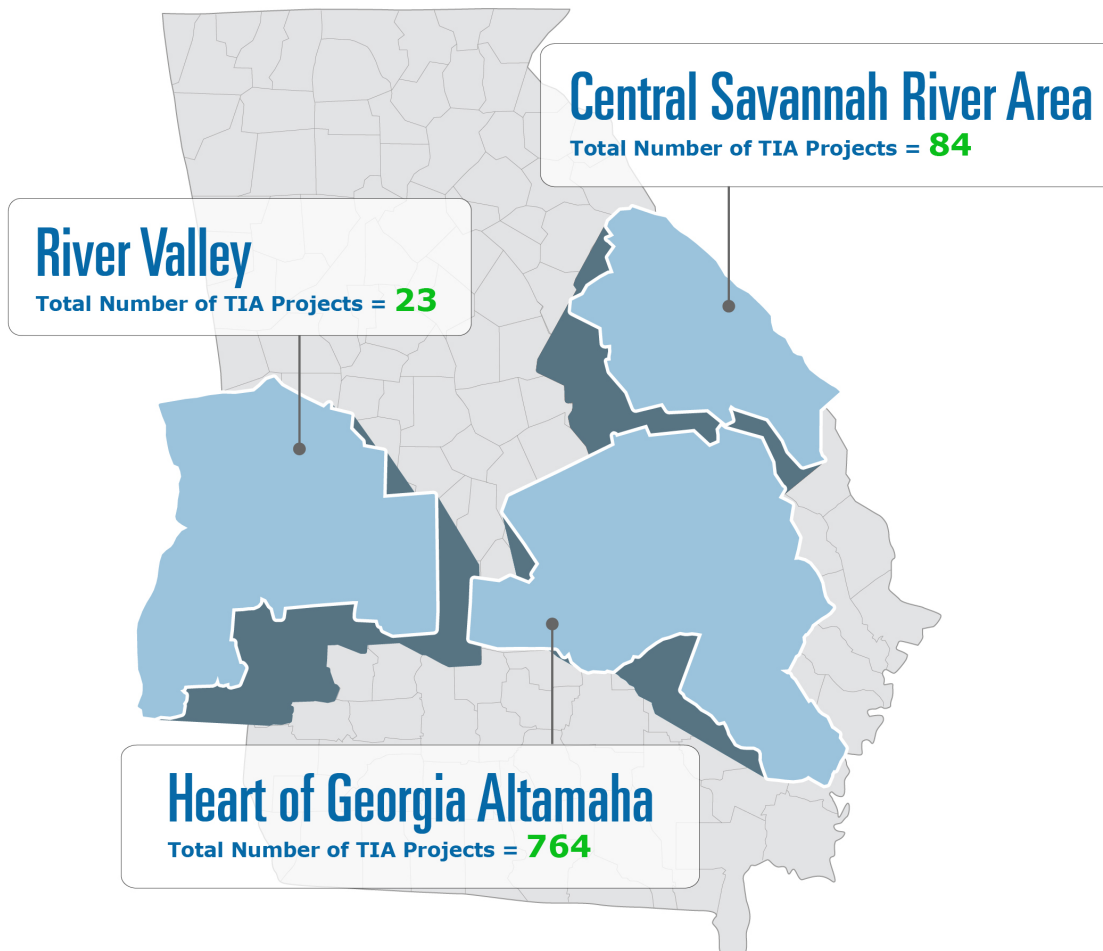 Central Savannah River Area
Total Number of TIA Projects = 84
River Valley
Total Number of TIA Projects = 23
Heart of Georgia Altamaha
Total Number of TIA Projects = 764